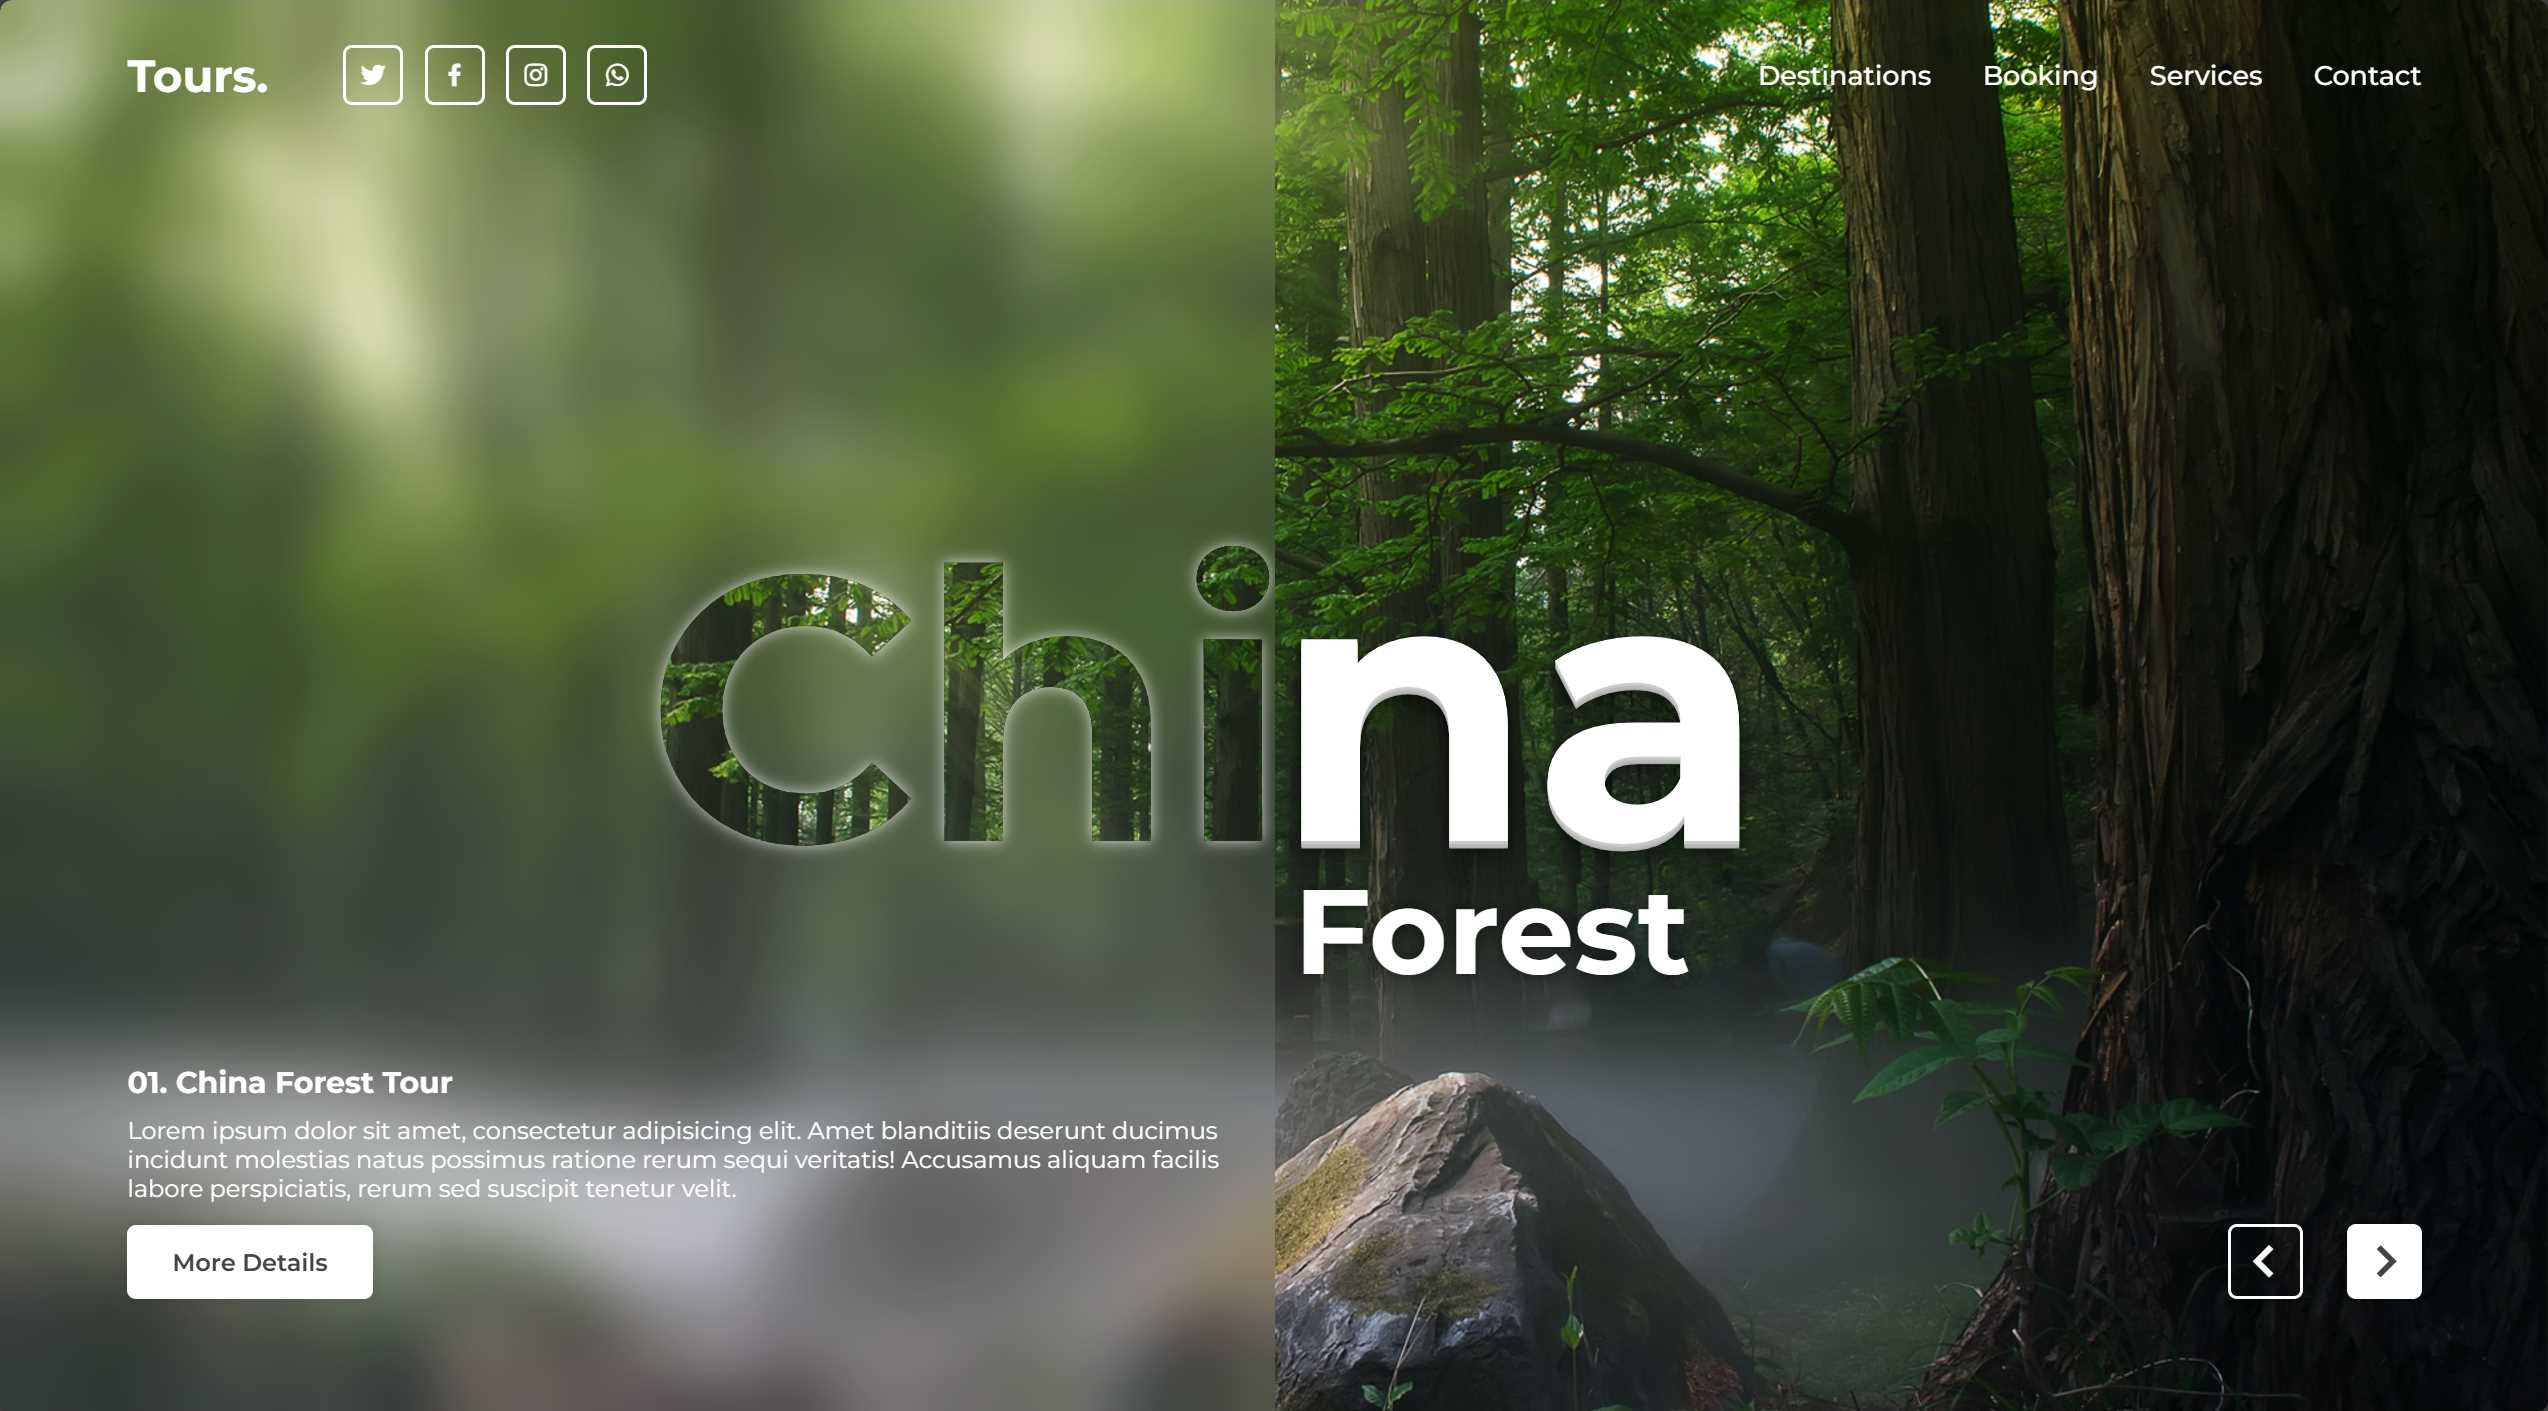 Tours.
Destinations
Booking
Services
Contact
China
Forest
01. China Forest Tour
Lorem ipsum dolor sit amet, consectetur adipisicing elit. Amet blanditiis deserunt ducimus
incidunt molestias natus possimus ratione rerum sequi veritatis! Accusamus aliquam facilis
labore perspiciatis, rerum sed suscipit tenetur velit.
More Details